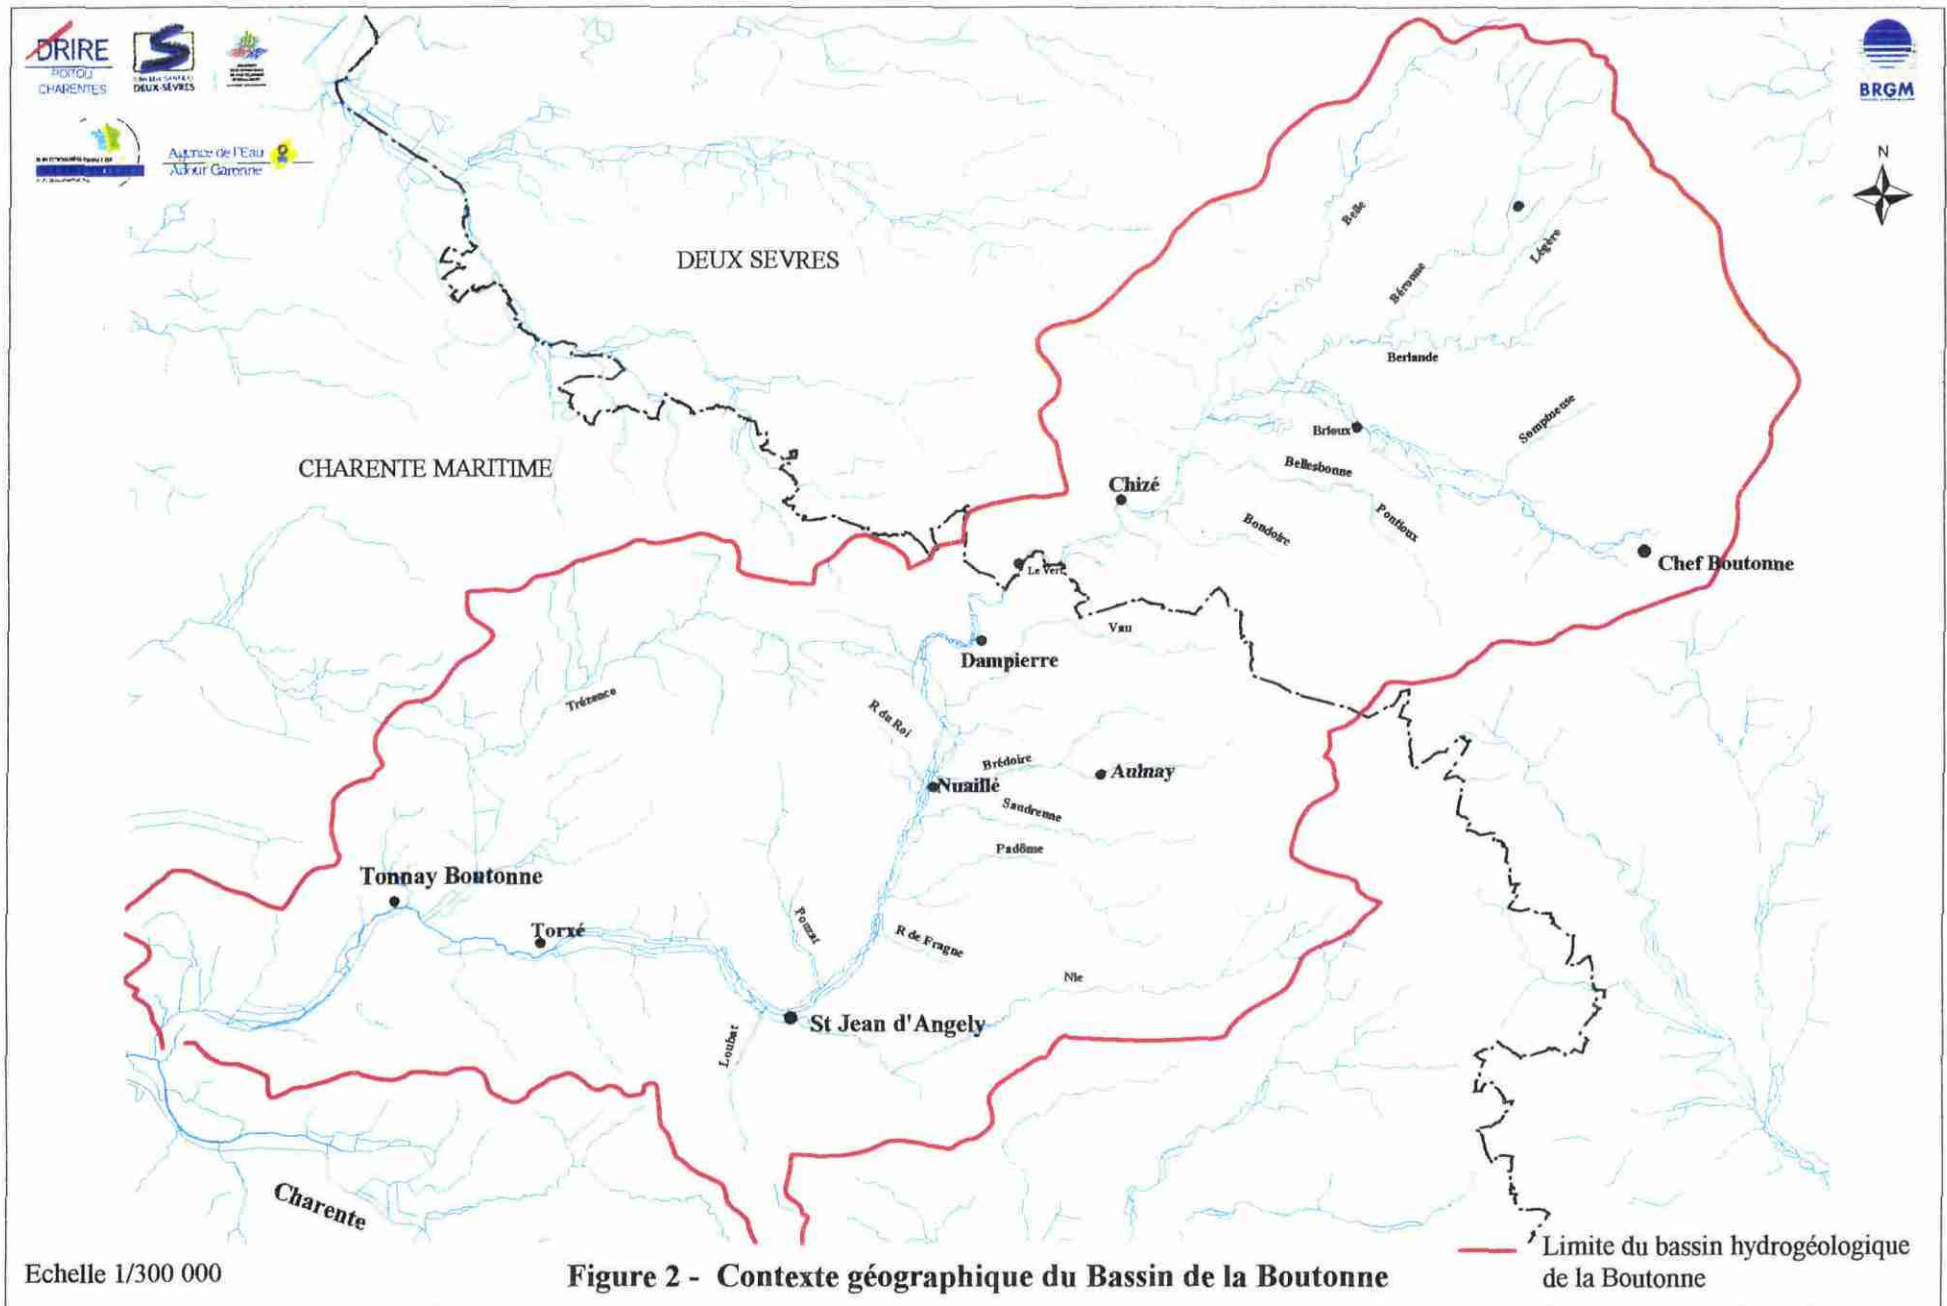 DRIRE
POITOU
CHARENTES
S
DEUX-SÈVRES
Agence de l'Eau
Adour Garonne
BRGM
N
DEUX SEVRES
CHARENTE MARITIME
Belle
Légère
Béronne
Berlande
Sompteuse
Brioux
Bellesbonne
Chizé
Pontioux
Bondoire
Chef Boutonne
Le Vert
Vau
Dampierre
Trézence
R du Roi
Brédoire
Aulnay
Nuaillé
Saudrenne
Padôme
Tonnay Boutonne
Torxé
Pouzat
R de Fragne
Nie
St Jean d'Angely
Loubat
Charente
Echelle 1/300 000
Figure 2 - Contexte géographique du Bassin de la Boutonne
Limite du bassin hydrogéologique
de la Boutonne